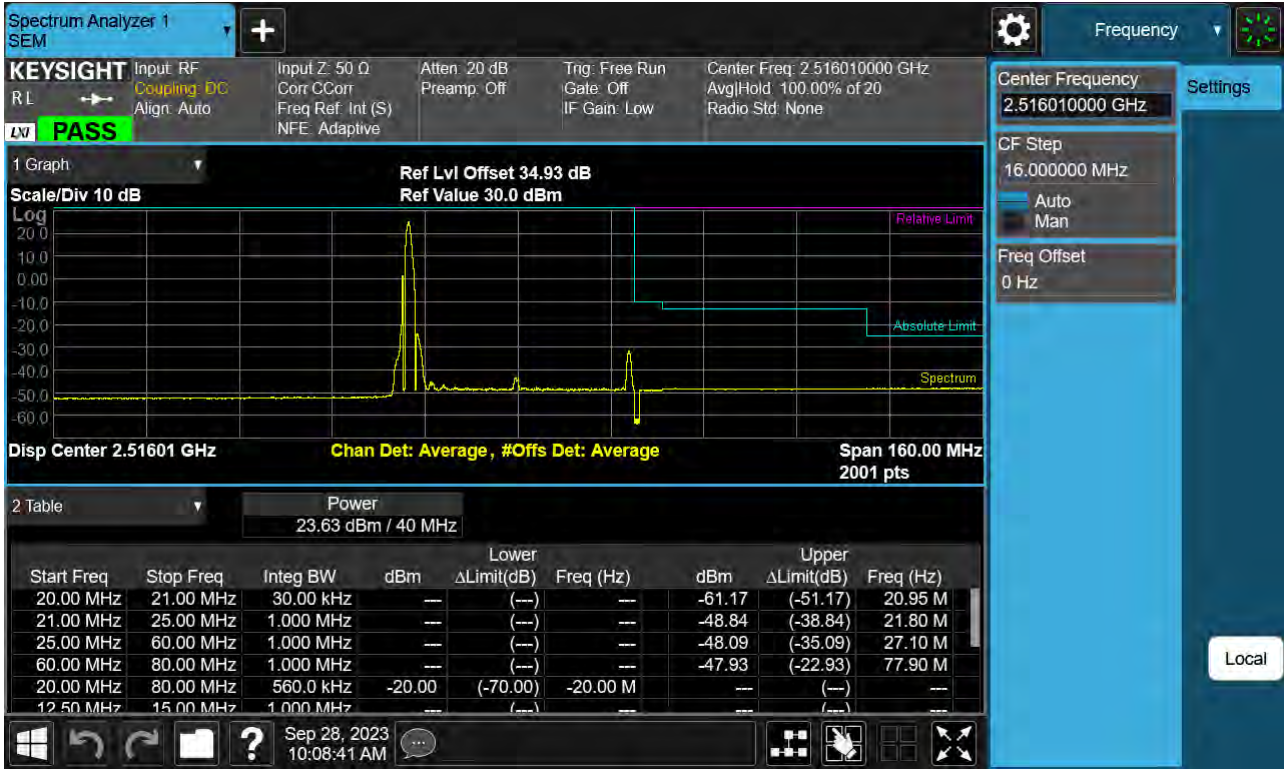 Spectrum Analyzer 1
SEM
Frequency
KEYSIGHT
RL
LXI
PASS
Input: RF
Coupling: DC
Align: Auto
Input Z: 50 Ω
Corr CCorr
Freq Ref: Int (S)
NFE: Adaptive
Atten: 20 dB
Preamp: Off
Trig: Free Run
Gate: Off
IF Gain: Low
Center Freq: 2.516010000 GHz
Avg|Hold: 100.00% of 20
Radio Std: None
Center Frequency
2.516010000 GHz
Settings
CF Step
16.000000 MHz
Auto
Man
Freq Offset
0 Hz
Local
1 Graph
Scale/Div 10 dB
Ref Lvl Offset 34.93 dB
Ref Value 30.0 dBm
Log
20.0
10.0
0.00
-10.0
-20.0
-30.0
-40.0
-50.0
-60.0
Relative Limit
Absolute Limit
Spectrum
Disp Center 2.51601 GHz
Chan Det: Average, #Offs Det: Average
Span 160.00 MHz
2001 pts
2 Table
Power
23.63 dBm / 40 MHz
Lower Upper
Start Freq Stop Freq Integ BW dBm ΔLimit(dB) Freq (Hz) dBm ΔLimit(dB) Freq (Hz)
20.00 MHz 21.00 MHz 30.00 kHz --- (---) --- -61.17 (-51.17) 20.95 M
21.00 MHz 25.00 MHz 1.000 MHz --- (---) --- -48.84 (-38.84) 21.80 M
25.00 MHz 60.00 MHz 1.000 MHz --- (---) --- -48.09 (-35.09) 27.10 M
60.00 MHz 80.00 MHz 1.000 MHz --- (---) --- -47.93 (-22.93) 77.90 M
20.00 MHz 80.00 MHz 560.0 kHz -20.00 (-70.00) -20.00 M --- (---) ---
12.50 MHz 15.00 MHz 1.000 MHz --- (---) --- --- (---) ---
Sep 28, 2023
10:08:41 AM